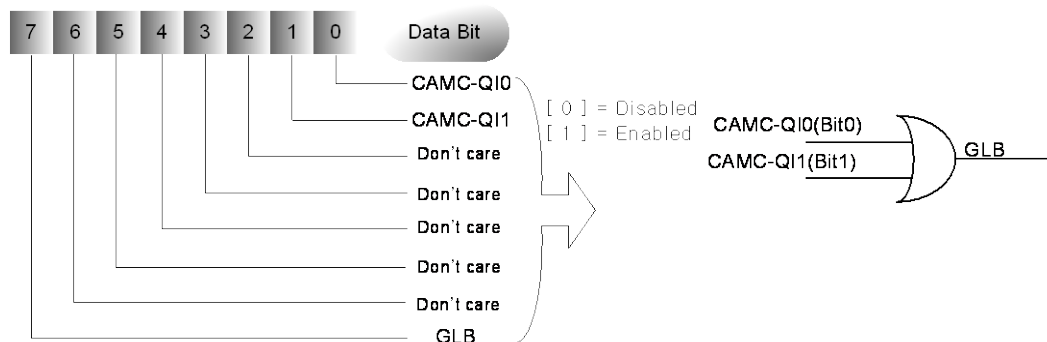 7 6 5 4 3 2 1 0 Data Bit
CAMC-QI0
CAMC-QI1
Don't care
Don't care
Don't care
Don't care
Don't care
GLB
[ 0 ] = Disabled
[ 1 ] = Enabled
CAMC-QI0(Bit0)
CAMC-QI1(Bit1)
GLB